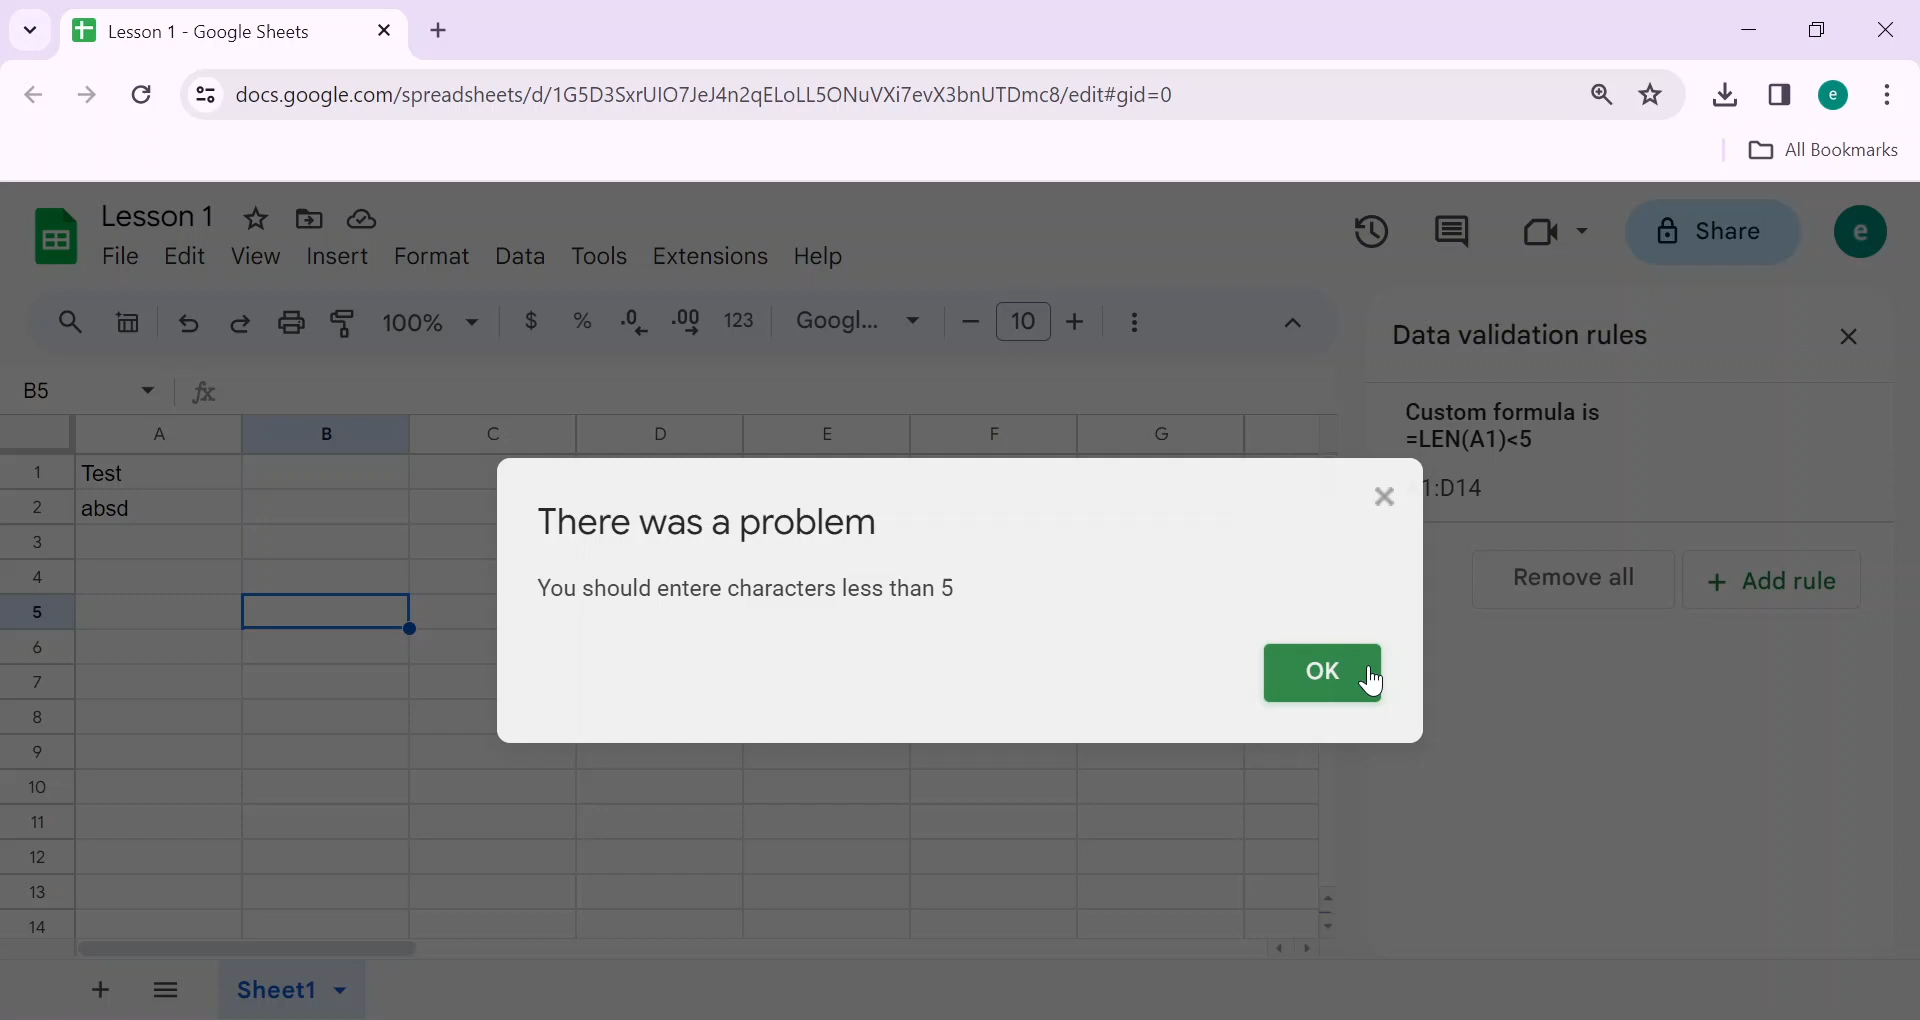 Lesson 1 - Google Sheets
docs.google.com/spreadsheets/d/1G5D3SxrUIO7JeJ4n2qELoLL5ONuVXi7evX3bnUTDmc8/edit#gid=0
e
All Bookmarks
Lesson 1
File Edit View Insert Format Data Tools Extensions Help
Share
e
100% $ % .0 .00 123 Googl... 10
Data validation rules
B5 fx
Custom formula is
=LEN(A1)<5
1:D14
Remove all
Add rule
A B C D E F G
1 Test
2 absd
3
4
5
6
7
8
9
10
11
12
13
14
There was a problem
You should entere characters less than 5
OK
Sheet1